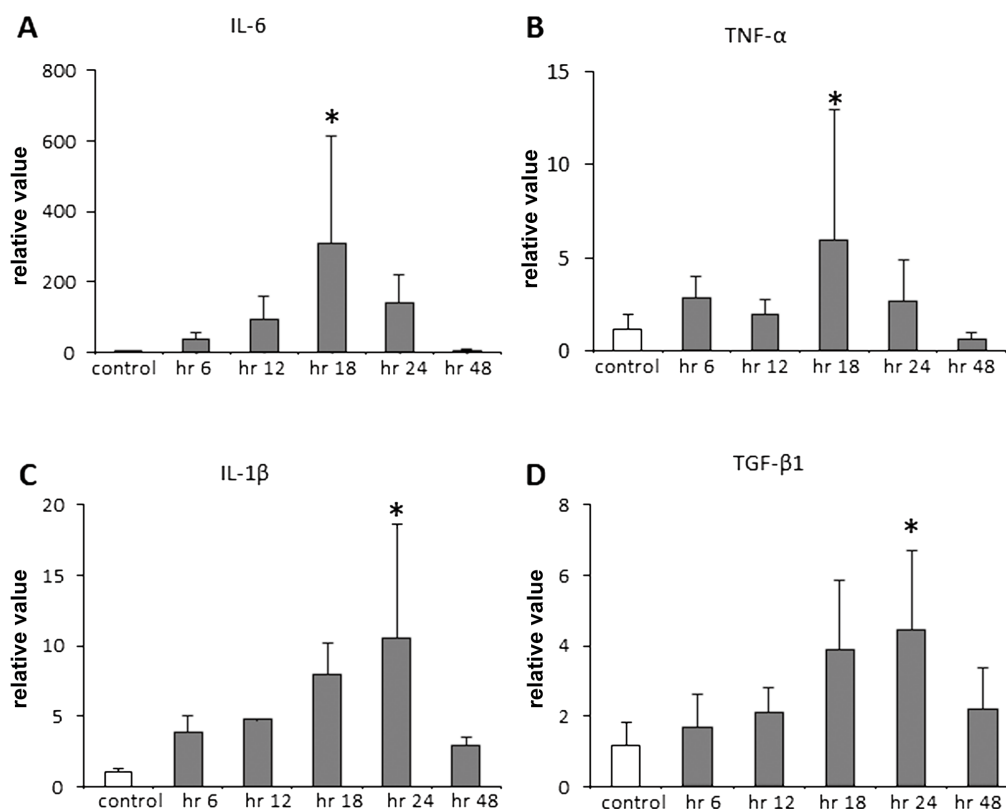 A
IL-6
relative value
800
600
400
200
0
control hr 6 hr 12 hr 18 hr 24 hr 48
*
B
TNF-α
relative value
15
10
5
0
control hr 6 hr 12 hr 18 hr 24 hr 48
*
C
IL-1β
relative value
20
15
10
5
0
control hr 6 hr 12 hr 18 hr 24 hr 48
*
D
TGF-β1
relative value
8
6
4
2
0
control hr 6 hr 12 hr 18 hr 24 hr 48
*